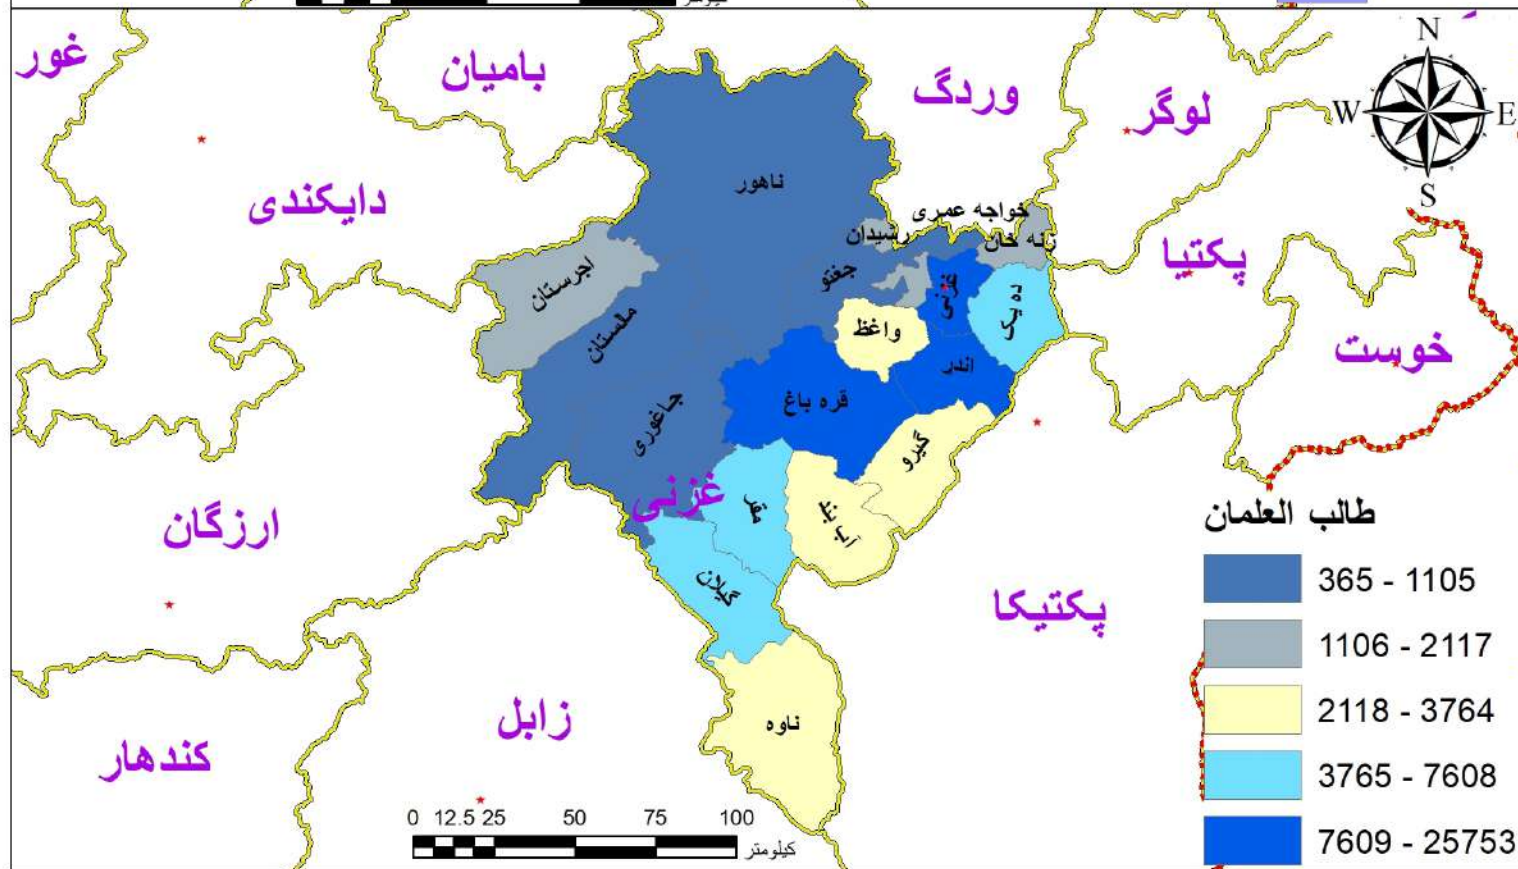 کیلومتر
N
W
E
S
غور
بامیان
وردگ
لوگر
دایکندی
ناهور
خواجه عمری
رشیدان
زنه خان
پکتیا
اجرستان
جغتو
غزنی
ده یک
مالستان
واغظ
اندر
خوست
جاغوری
قره باغ
گیرو
غزنی
مقر
آب بند
ارزگان
گیلان
پکتیکا
زابل
ناوه
کندهار
طالب العلمان
365 - 1105
1106 - 2117
2118 - 3764
3765 - 7608
7609 - 25753
0 12.5 25 50 75 100
کیلومتر